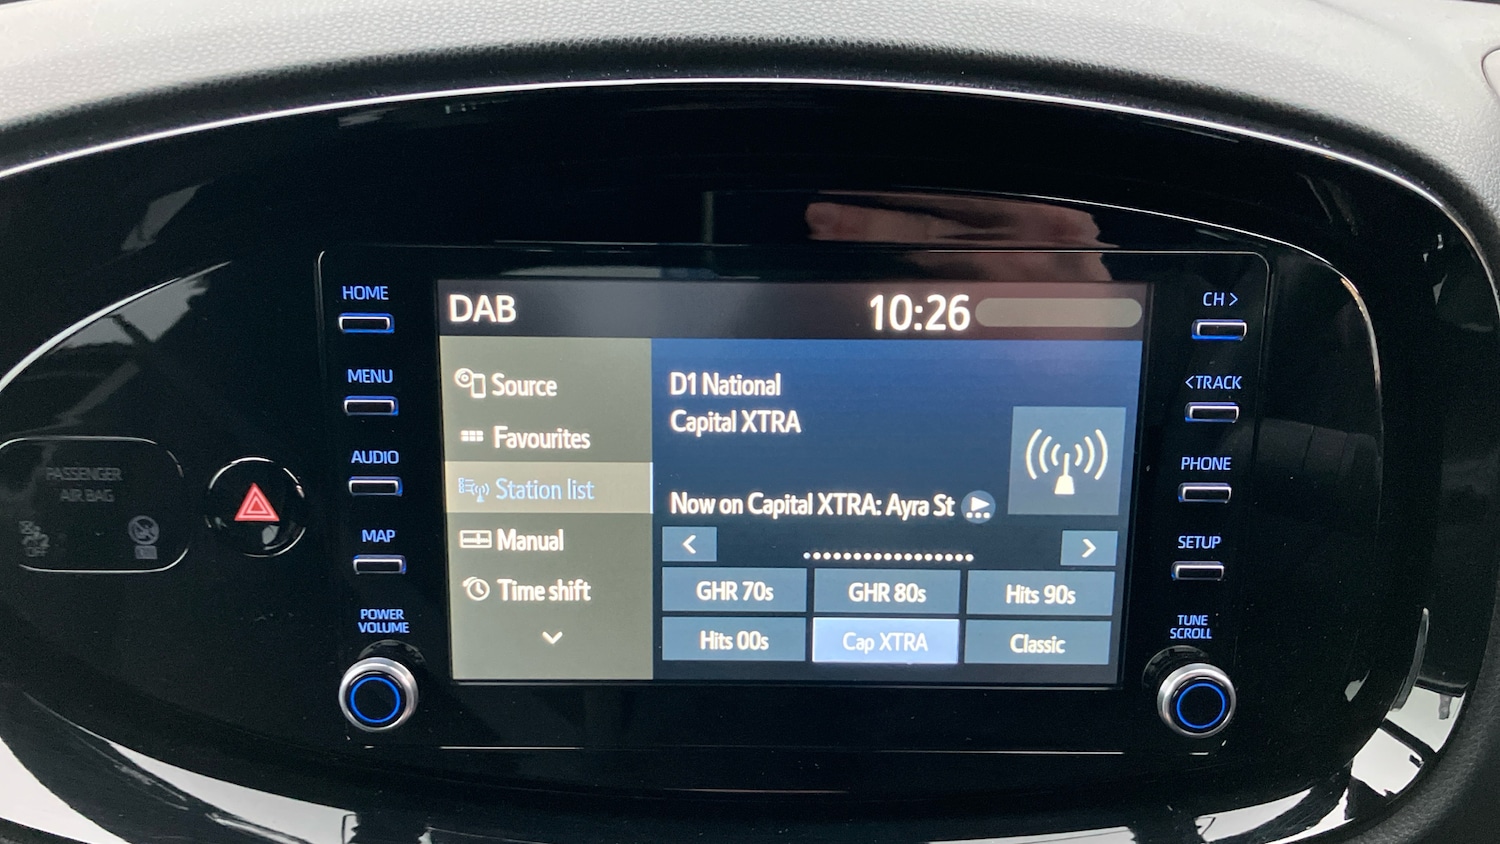 HOME
MENU
AUDIO
MAP
POWER
VOLUME
PASSENGER
AIR BAG
OFF
DAB
10:26
Source
Favourites
Station list
Manual
Time shift
D1 National
Capital XTRA
Now on Capital XTRA: Ayra St
<
>
GHR 70s
GHR 80s
Hits 90s
Hits 00s
Cap XTRA
Classic
CH >
<TRACK
PHONE
SETUP
TUNE
SCROLL